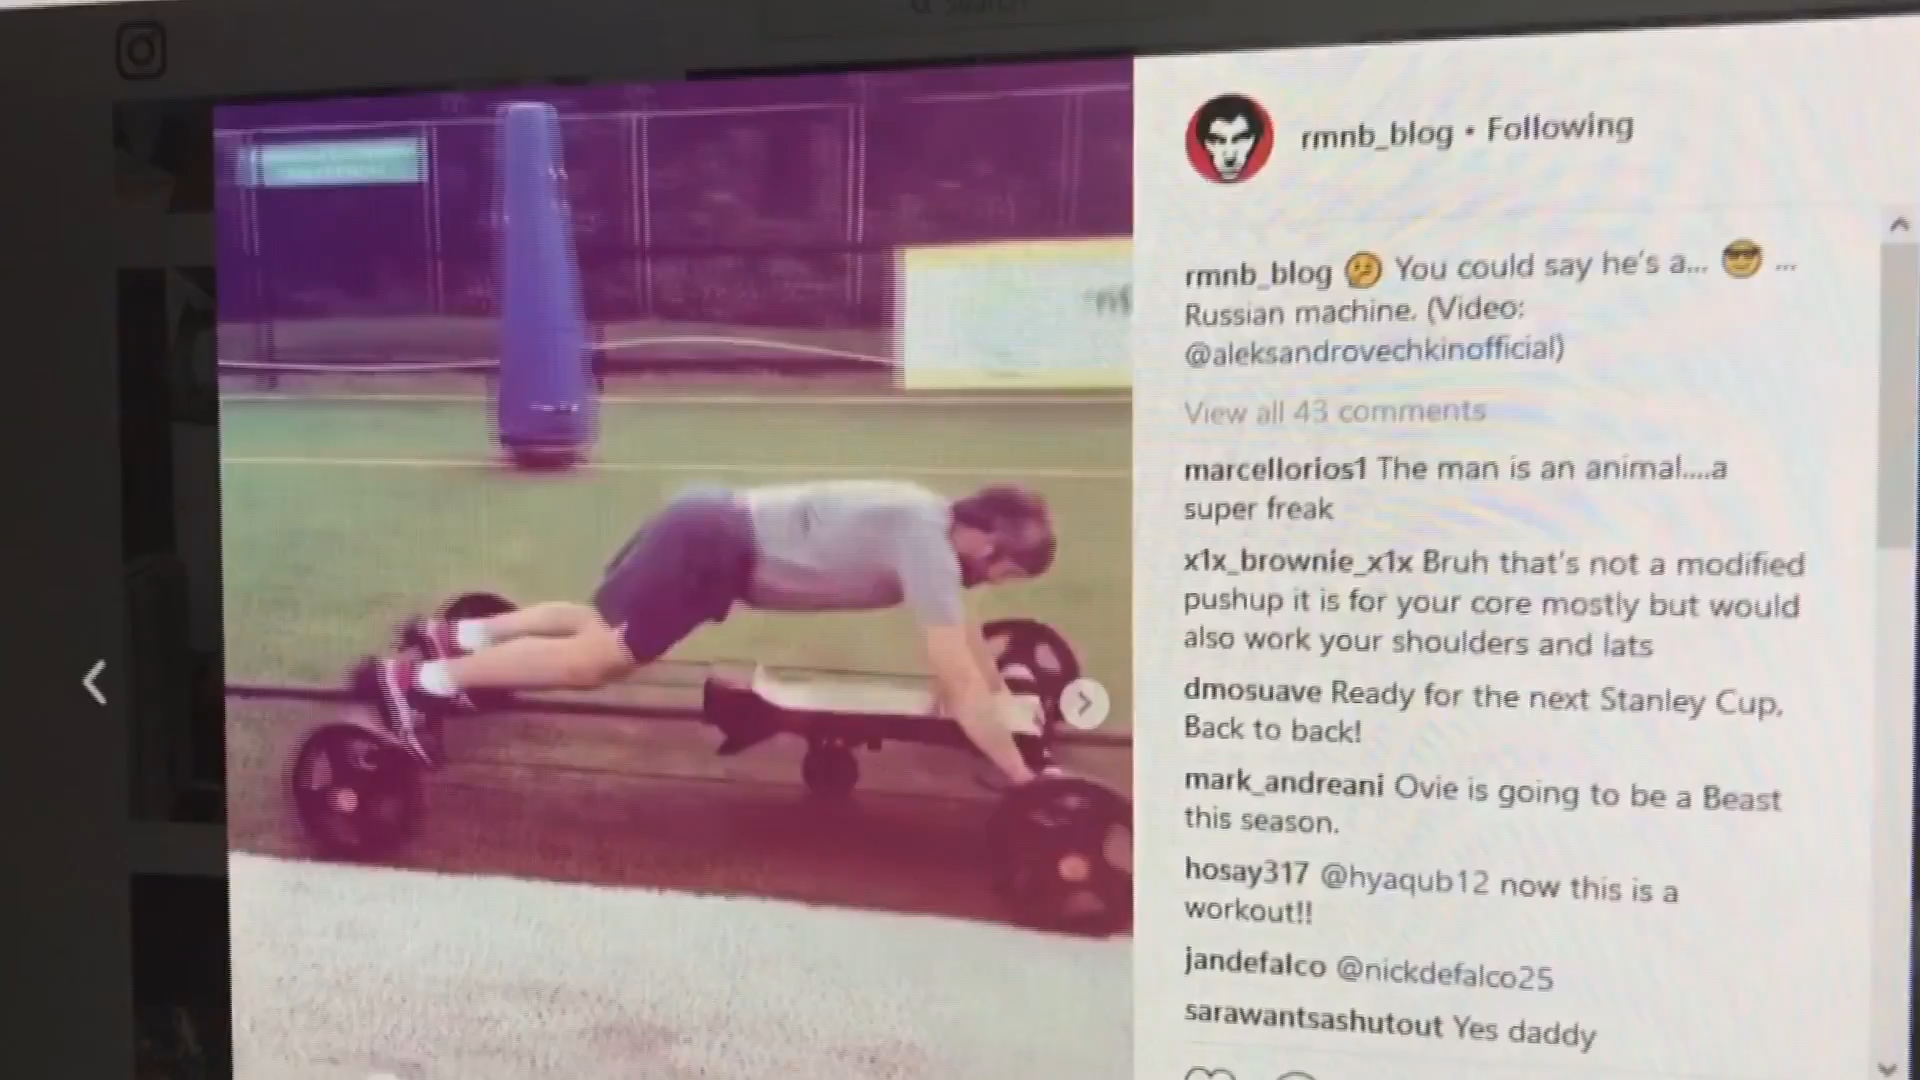 Search
rmnb_blog • Following
rmnb_blog 🤔 You could say he's a... 😎 ...
Russian machine. (Video:
@aleksandrovechkinofficial)
View all 43 comments
marcellorios1 The man is an animal....a
super freak
x1x_brownie_x1x Bruh that's not a modified
pushup it is for your core mostly but would
also work your shoulders and lats
dmosuave Ready for the next Stanley Cup,
Back to back!
mark_andreani Ovie is going to be a Beast
this season.
hosay317 @hyaqub12 now this is a
workout!!
jandefalco @nickdefalco25
sarawantsashutout Yes daddy